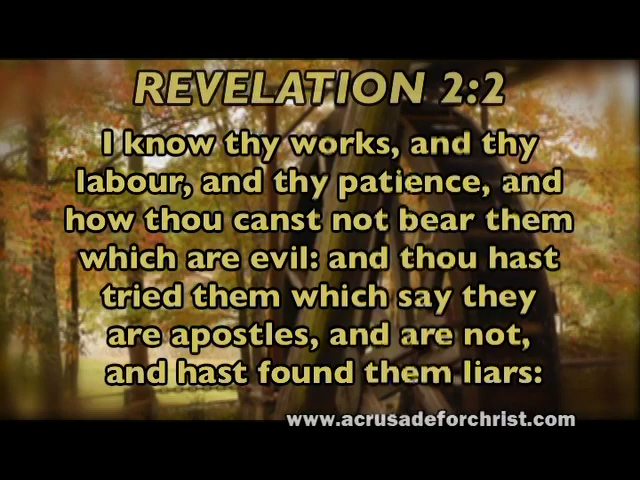 REVELATION 2:2
I know thy works, and thy
labour, and thy patience, and
how thou canst not bear them
which are evil: and thou hast
tried them which say they
are apostles, and are not,
and hast found them liars:
www.acrusadeforchrist.com